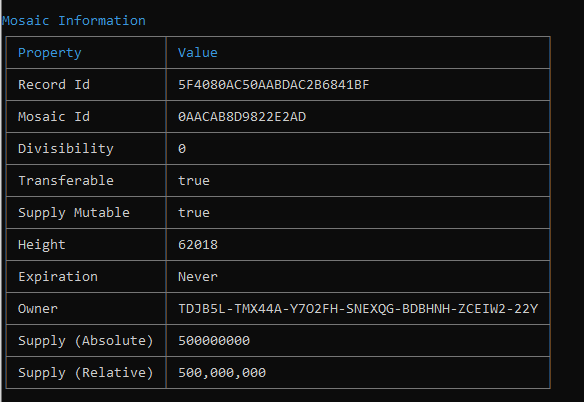 Mosaic Information
Property Value
Record Id 5F4080AC50AABDAC2B6841BF
Mosaic Id 0AACAB8D9822E2AD
Divisibility 0
Transferable true
Supply Mutable true
Height 62018
Expiration Never
Owner TDJB5L-TMX44A-Y7O2FH-SNEXQG-BDBHNH-ZCEIW2-22Y
Supply (Absolute) 500000000
Supply (Relative) 500,000,000